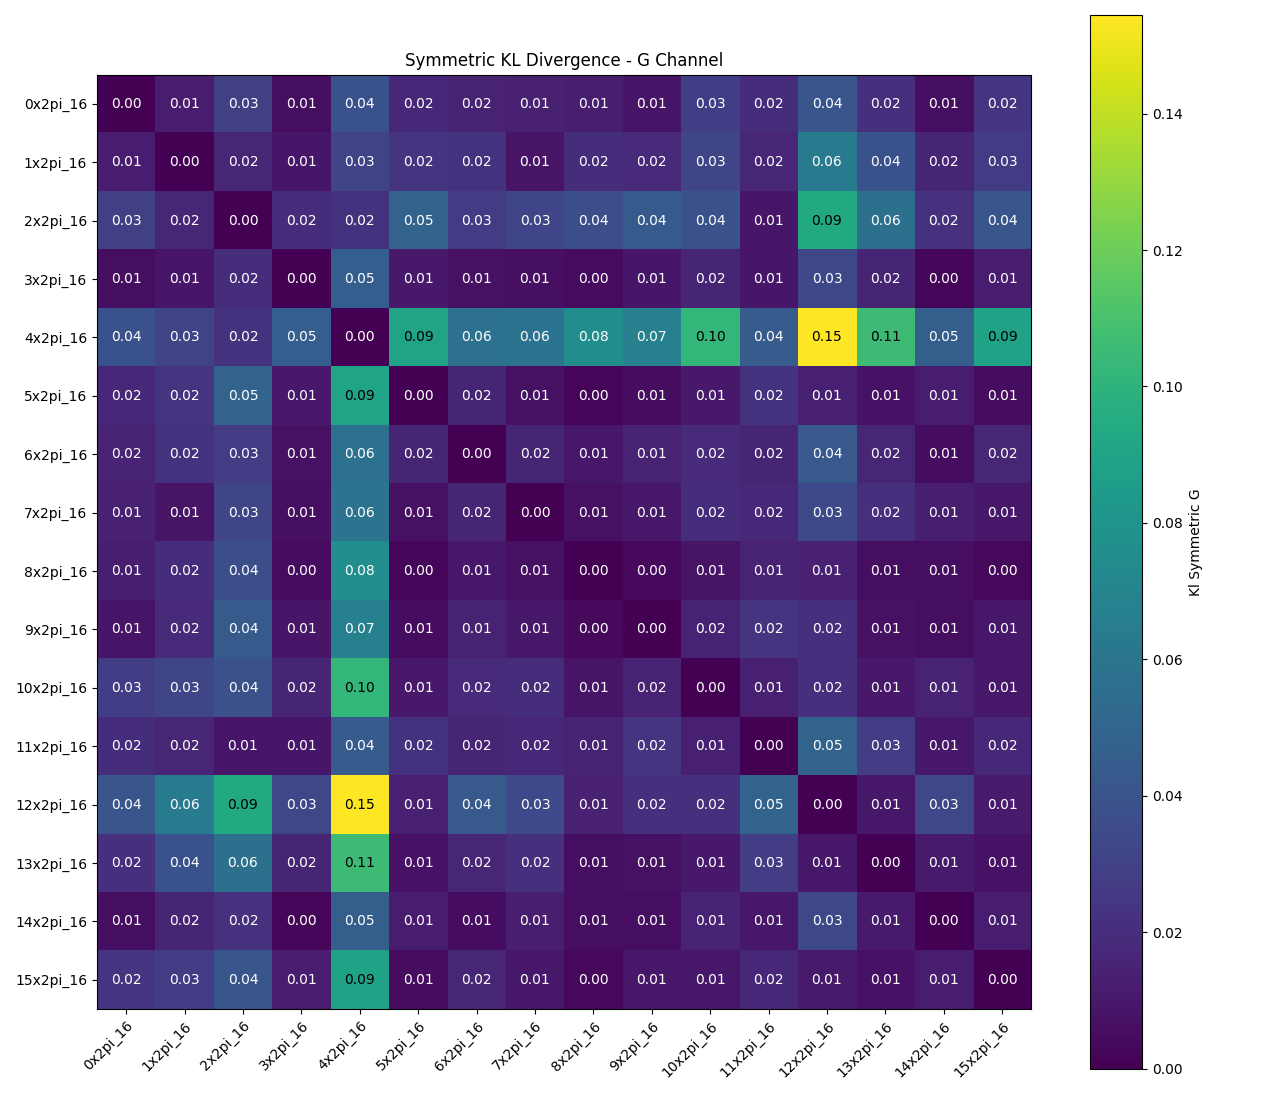 Symmetric KL Divergence - G Channel
0x2pi_16 0.00 0.01 0.03 0.01 0.04 0.02 0.02 0.01 0.01 0.01 0.03 0.02 0.04 0.02 0.01 0.02
1x2pi_16 0.01 0.00 0.02 0.01 0.03 0.02 0.02 0.01 0.02 0.02 0.03 0.02 0.06 0.04 0.02 0.03
2x2pi_16 0.03 0.02 0.00 0.02 0.02 0.05 0.03 0.03 0.04 0.04 0.04 0.01 0.09 0.06 0.02 0.04
3x2pi_16 0.01 0.01 0.02 0.00 0.05 0.01 0.01 0.01 0.00 0.01 0.02 0.01 0.03 0.02 0.00 0.01
4x2pi_16 0.04 0.03 0.02 0.05 0.00 0.09 0.06 0.06 0.08 0.07 0.10 0.04 0.15 0.11 0.05 0.09
5x2pi_16 0.02 0.02 0.05 0.01 0.09 0.00 0.02 0.01 0.00 0.01 0.01 0.02 0.01 0.01 0.01 0.01
6x2pi_16 0.02 0.02 0.03 0.01 0.06 0.02 0.00 0.02 0.01 0.01 0.02 0.02 0.04 0.02 0.01 0.02
7x2pi_16 0.01 0.01 0.03 0.01 0.06 0.01 0.02 0.00 0.01 0.01 0.02 0.02 0.03 0.02 0.01 0.01
8x2pi_16 0.01 0.02 0.04 0.00 0.08 0.00 0.01 0.01 0.00 0.00 0.01 0.01 0.01 0.01 0.01 0.00
9x2pi_16 0.01 0.02 0.04 0.01 0.07 0.01 0.01 0.01 0.00 0.00 0.02 0.02 0.02 0.01 0.01 0.01
10x2pi_16 0.03 0.03 0.04 0.02 0.10 0.01 0.02 0.02 0.01 0.02 0.00 0.01 0.02 0.01 0.01 0.01
11x2pi_16 0.02 0.02 0.01 0.01 0.04 0.02 0.02 0.02 0.01 0.02 0.01 0.00 0.05 0.03 0.01 0.02
12x2pi_16 0.04 0.06 0.09 0.03 0.15 0.01 0.04 0.03 0.01 0.02 0.02 0.05 0.00 0.01 0.03 0.01
13x2pi_16 0.02 0.04 0.06 0.02 0.11 0.01 0.02 0.02 0.01 0.01 0.01 0.03 0.01 0.00 0.01 0.01
14x2pi_16 0.01 0.02 0.02 0.00 0.05 0.01 0.01 0.01 0.01 0.01 0.01 0.01 0.03 0.01 0.00 0.01
15x2pi_16 0.02 0.03 0.04 0.01 0.09 0.01 0.02 0.01 0.00 0.01 0.01 0.02 0.01 0.01 0.01 0.00
0x2pi_16 1x2pi_16 2x2pi_16 3x2pi_16 4x2pi_16 5x2pi_16 6x2pi_16 7x2pi_16 8x2pi_16 9x2pi_16 10x2pi_16 11x2pi_16 12x2pi_16 13x2pi_16 14x2pi_16 15x2pi_16
0.14
0.12
0.10
0.08
0.06
0.04
0.02
0.00
Kl Symmetric G